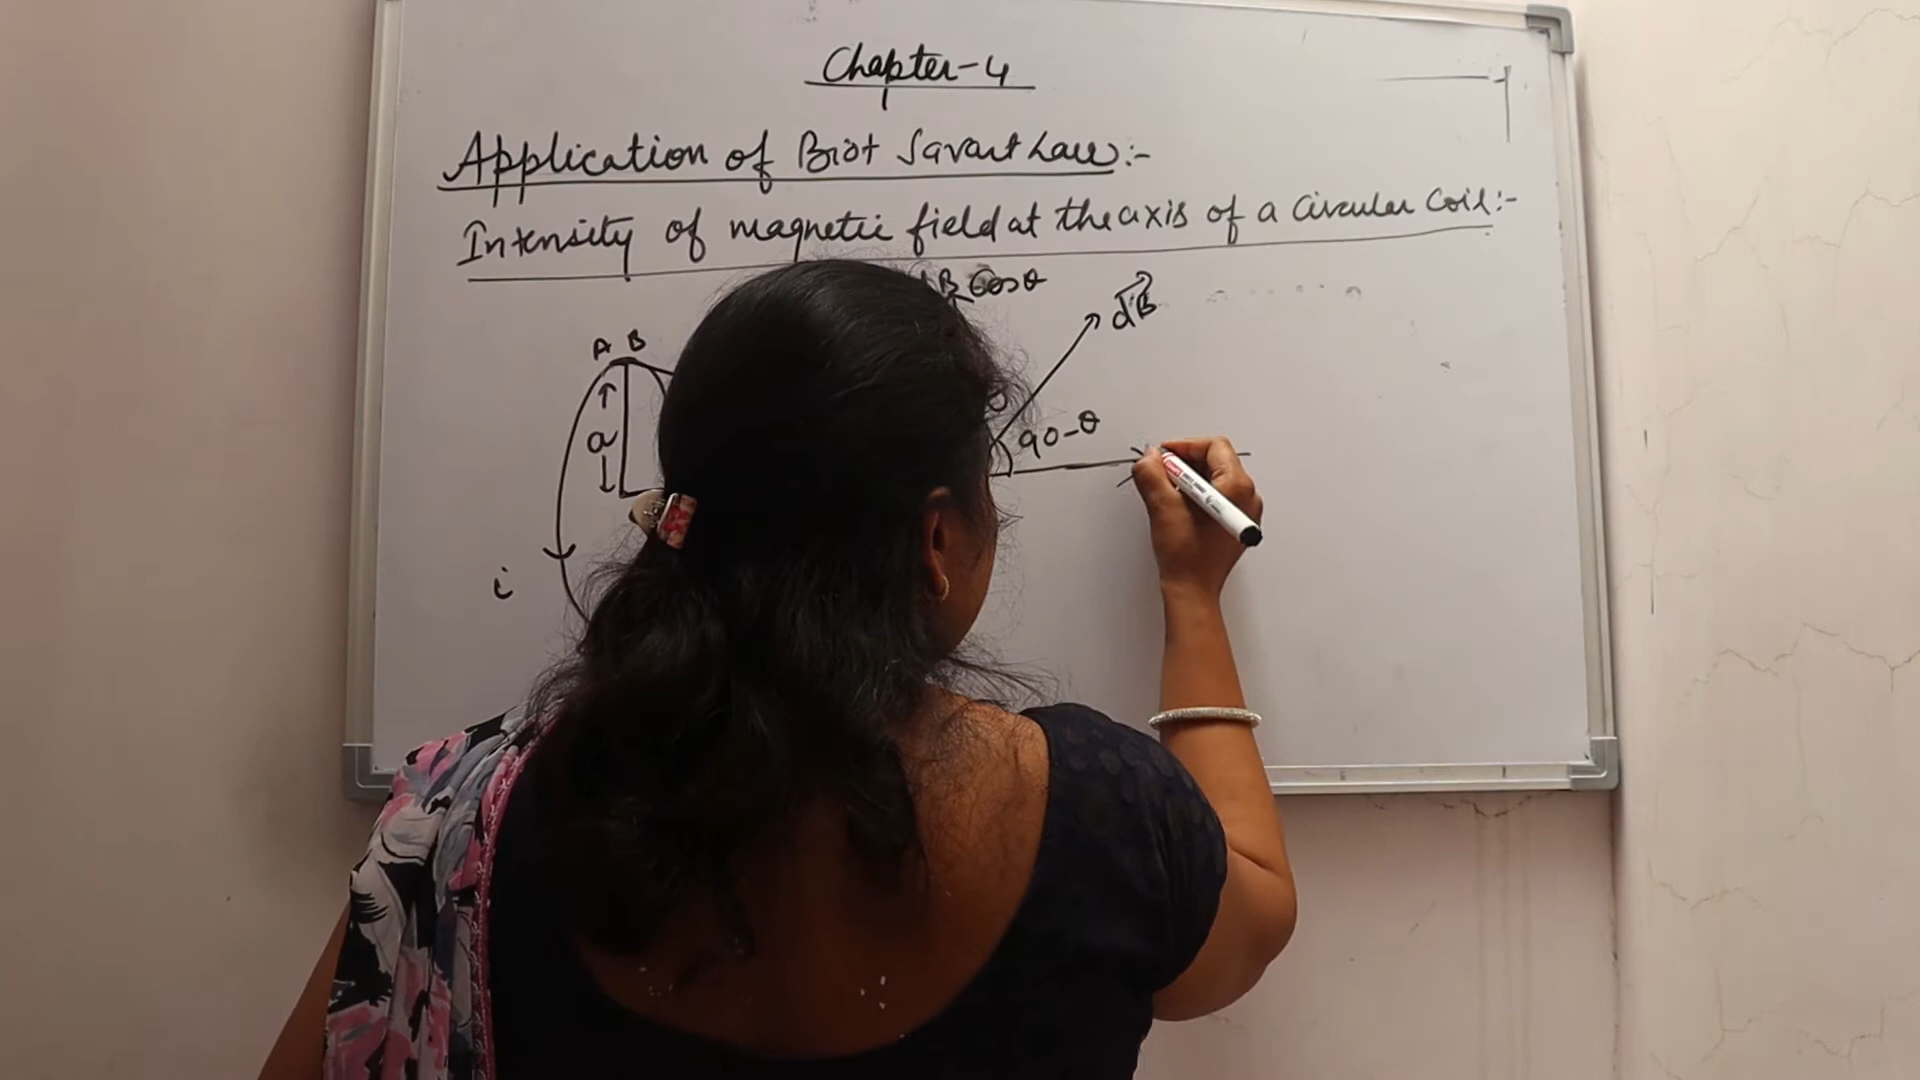 Chapter-4
Application of Biot Savart Law:-
Intensity of magnetic field at the axis of a Circular Coil:-
dB Cosθ
dB
A B
a
90-θ
i